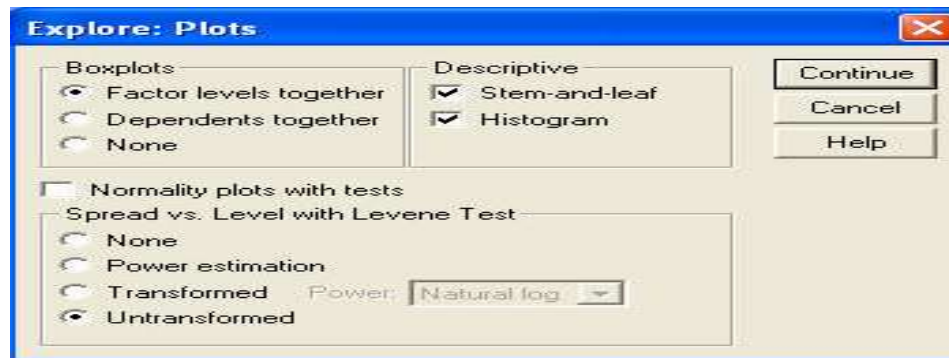 Explore: Plots
Boxplots
Factor levels together
Dependents together
None
Descriptive
Stem-and-leaf
Histogram
Continue
Cancel
Help
Normality plots with tests
Spread vs. Level with Levene Test
None
Power estimation
Transformed Power: Natural log
Untransformed